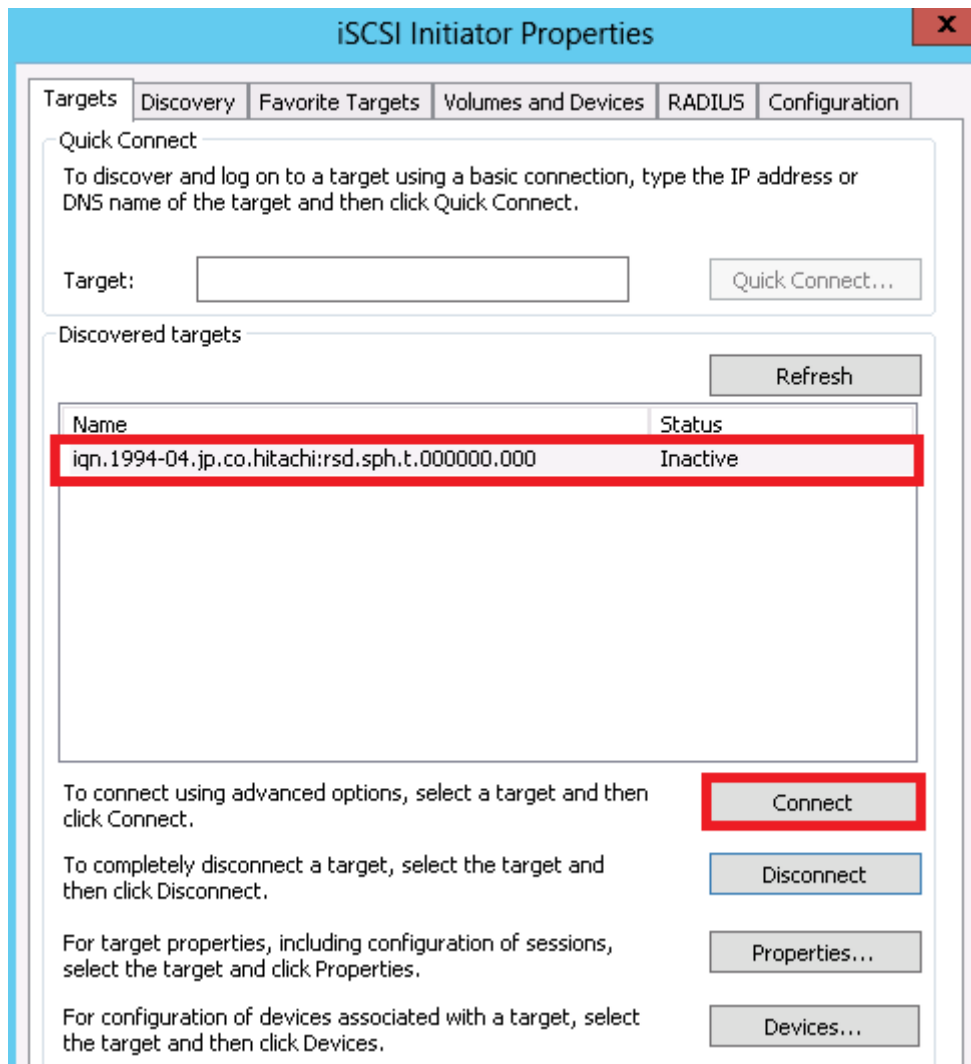 iSCSI Initiator Properties
x
Targets
Discovery
Favorite Targets
Volumes and Devices
RADIUS
Configuration
Quick Connect
To discover and log on to a target using a basic connection, type the IP address or
DNS name of the target and then click Quick Connect.
Target:
Quick Connect...
Discovered targets
Refresh
Name
Status
iqn.1994-04.jp.co.hitachi:rsd.sph.t.000000.000
Inactive
To connect using advanced options, select a target and then
click Connect.
Connect
To completely disconnect a target, select the target and
then click Disconnect.
Disconnect
For target properties, including configuration of sessions,
select the target and click Properties.
Properties...
For configuration of devices associated with a target, select
the target and then click Devices.
Devices...